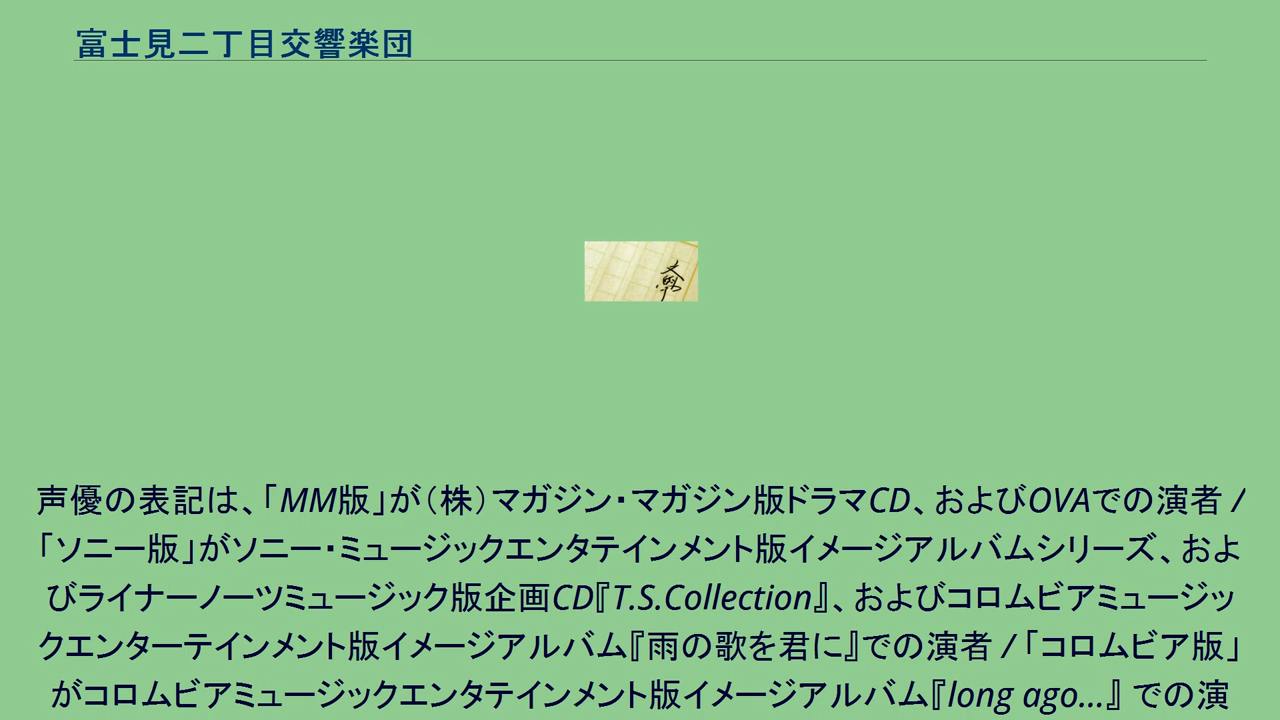 富士見二丁目交響楽団
声優の表記は、「MM版」が（株）マガジン・マガジン版ドラマCD、およびOVAでの演者 /
「ソニー版」がソニー・ミュージックエンタテインメント版イメージアルバムシリーズ、およ
びライナーノーツミュージック版企画CD『T.S.Collection』、およびコロムビアミュージッ
クエンターテインメント版イメージアルバム『雨の歌を君に』での演者 / 「コロムビア版」
がコロムビアミュージックエンタテインメント版イメージアルバム『long ago...』 での演